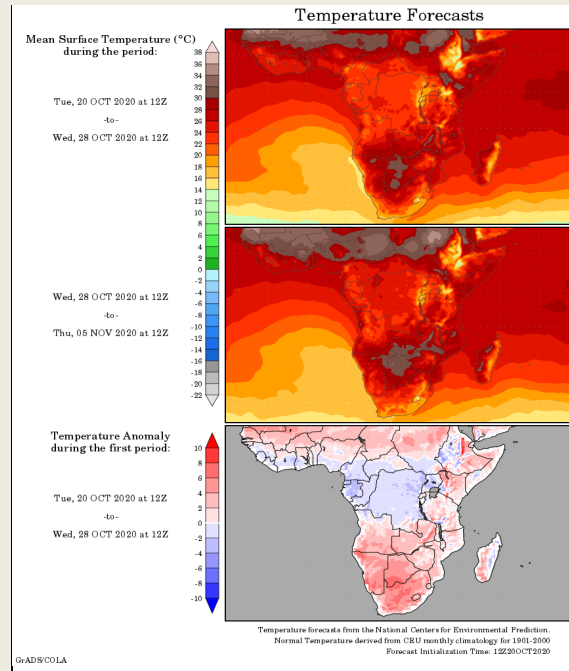 Temperature Forecasts
Mean Surface Temperature (°C)
during the period:
Tue, 20 OCT 2020 at 12Z
-to-
Wed, 28 OCT 2020 at 12Z
38
36
34
32
30
28
26
24
22
20
18
16
14
12
10
8
6
4
2
0
-2
-4
-6
-8
-10
-12
-14
-16
-18
-20
-22
Wed, 28 OCT 2020 at 12Z
-to-
Thu, 05 NOV 2020 at 12Z
Temperature Anomaly
during the first period:
Tue, 20 OCT 2020 at 12Z
-to-
Wed, 28 OCT 2020 at 12Z
10
8
6
4
2
0
-2
-4
-6
-8
-10
Temperature forecasts from the National Centers for Environmental Prediction.
Normal Temperature derived from CRU monthly climatology for 1901-2000
Forecast Initialization Time: 12Z20OCT2020
GrADS/COLA